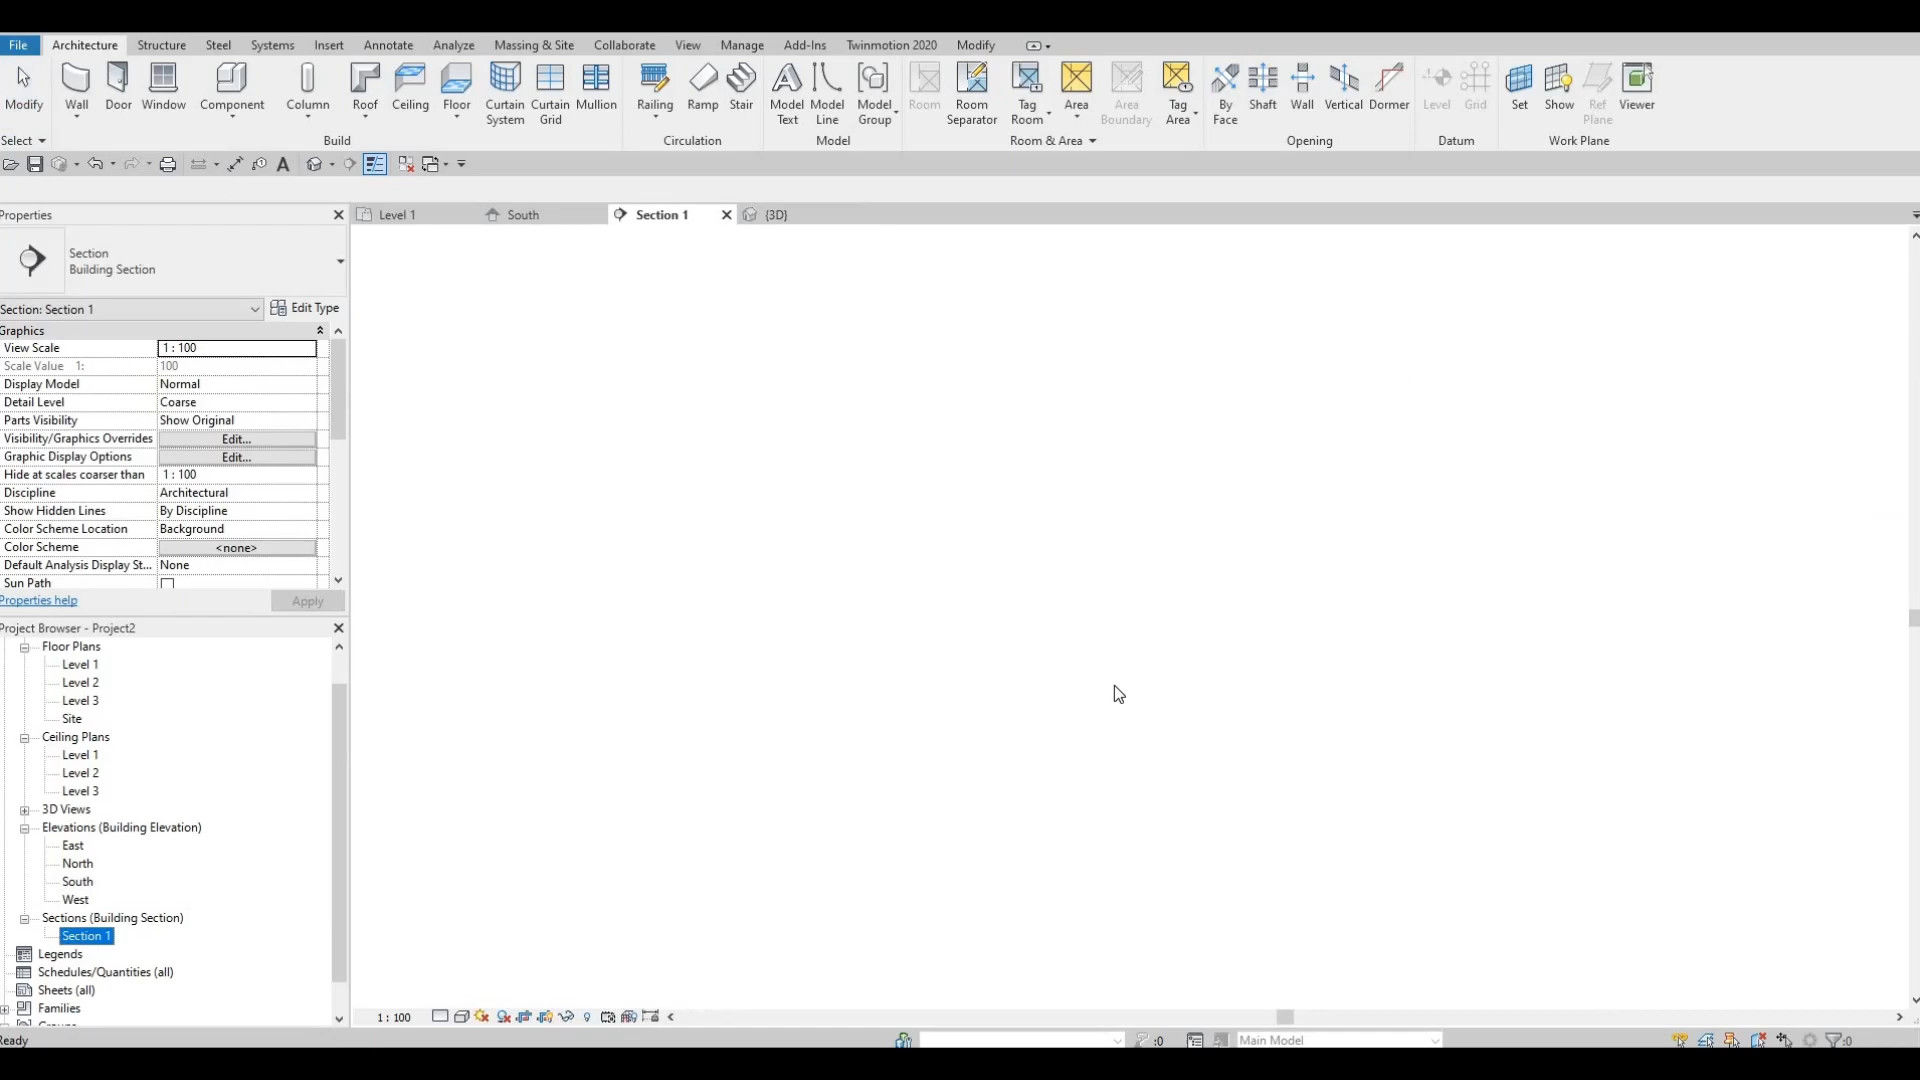 File Architecture Structure Steel Systems Insert Annotate Analyze Massing & Site Collaborate View Manage Add-Ins Twinmotion 2020 Modify
Modify Wall Door Window Component Column Roof Ceiling Floor Curtain System Curtain Grid Mullion Railing Ramp Stair Model Text Model Line Model Group Room Room Separator Tag Room Area Area Boundary Tag Area By Face Shaft Wall Vertical Dormer Level Grid Set Show Ref Plane Viewer
Select Build Circulation Model Room & Area Opening Datum Work Plane
Properties
Level 1 South Section 1 {3D}
Section
Building Section
Section: Section 1 Edit Type
Graphics
View Scale 1 : 100
Scale Value 1: 100
Display Model Normal
Detail Level Coarse
Parts Visibility Show Original
Visibility/Graphics Overrides Edit...
Graphic Display Options Edit...
Hide at scales coarser than 1 : 100
Discipline Architectural
Show Hidden Lines By Discipline
Color Scheme Location Background
Color Scheme <none>
Default Analysis Display St... None
Sun Path
Properties help Apply
Project Browser - Project2
Floor Plans
Level 1
Level 2
Level 3
Site
Ceiling Plans
Level 1
Level 2
Level 3
3D Views
Elevations (Building Elevation)
East
North
South
West
Sections (Building Section)
Section 1
Legends
Schedules/Quantities (all)
Sheets (all)
Families
1 : 100
Ready :0 Main Model :0